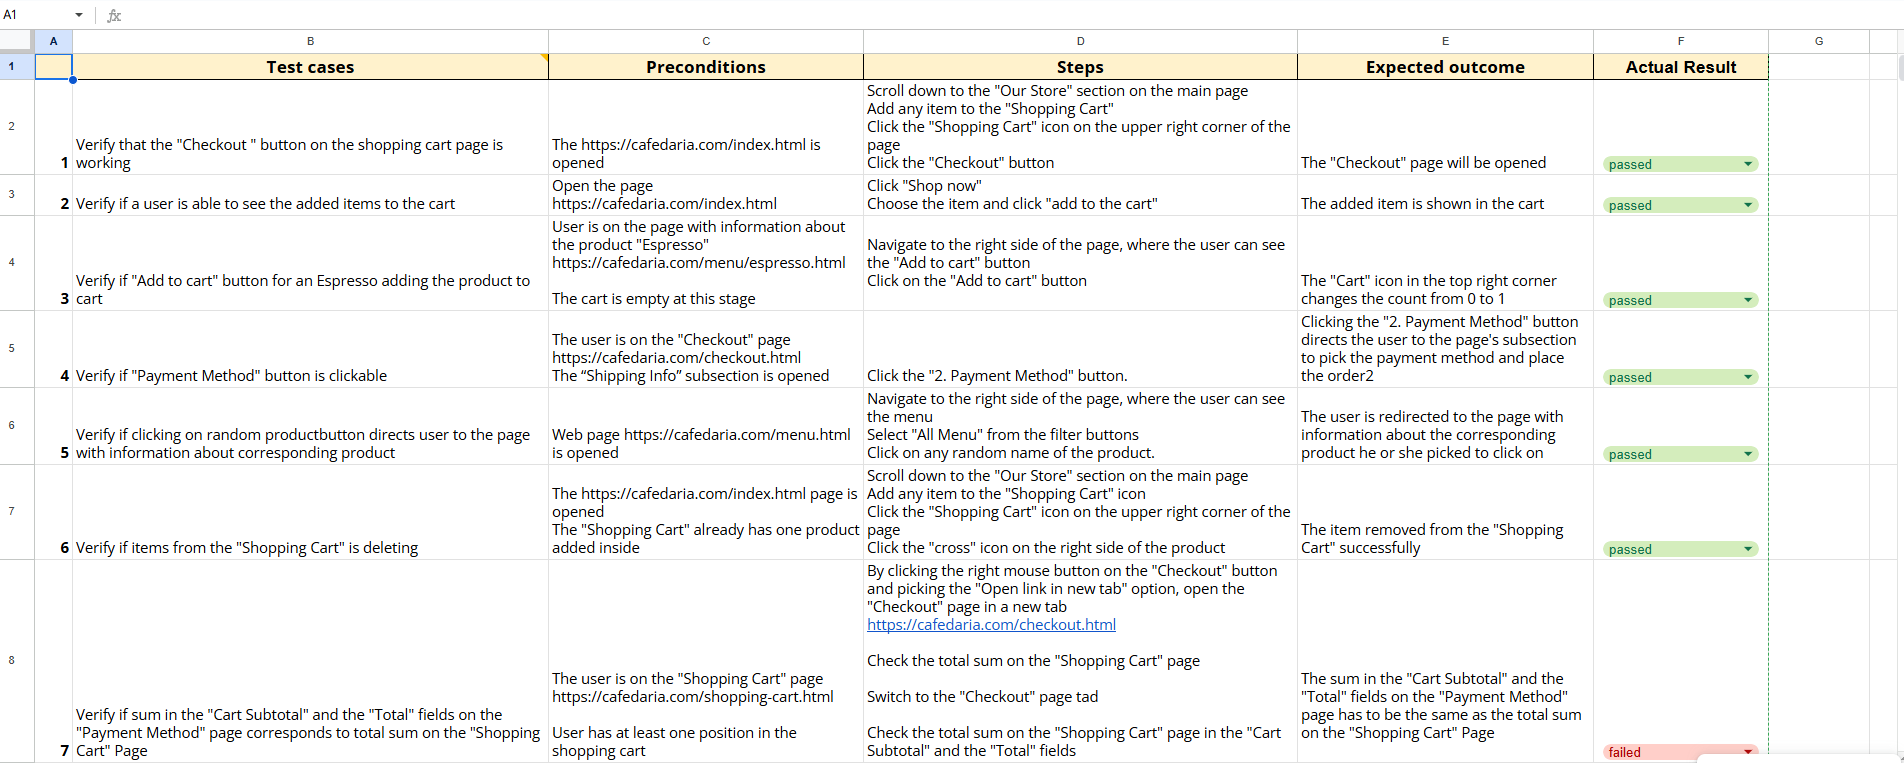 A1
fx
A B C D E F G
1 Test cases Preconditions Steps Expected outcome Actual Result
2
1
Verify that the "Checkout " button on the shopping cart page is
working
The https://cafedaria.com/index.html is
opened
Scroll down to the "Our Store" section on the main page
Add any item to the "Shopping Cart"
Click the "Shopping Cart" icon on the upper right corner of the
page
Click the "Checkout" button
The "Checkout" page will be opened
passed
3
2
Verify if a user is able to see the added items to the cart
Open the page
https://cafedaria.com/index.html
Click "Shop now"
Choose the item and click "add to the cart"
The added item is shown in the cart
passed
4
3
Verify if "Add to cart" button for an Espresso adding the product to
cart
User is on the page with information about
the product "Espresso"
https://cafedaria.com/menu/espresso.html
The cart is empty at this stage
Navigate to the right side of the page, where the user can see
the "Add to cart" button
Click on the "Add to cart" button
The "Cart" icon in the top right corner
changes the count from 0 to 1
passed
5
4
Verify if "Payment Method" button is clickable
The user is on the "Checkout" page
https://cafedaria.com/checkout.html
The “Shipping Info” subsection is opened
Click the "2. Payment Method" button.
Clicking the "2. Payment Method" button
directs the user to the page's subsection
to pick the payment method and place
the order2
passed
6
5
Verify if clicking on random productbutton directs user to the page
with information about corresponding product
Web page https://cafedaria.com/menu.html
is opened
Navigate to the right side of the page, where the user can see
the menu
Select "All Menu" from the filter buttons
Click on any random name of the product.
The user is redirected to the page with
information about the corresponding
product he or she picked to click on
passed
7
6
Verify if items from the "Shopping Cart" is deleting
The https://cafedaria.com/index.html page is
opened
The "Shopping Cart" already has one product
added inside
Scroll down to the "Our Store" section on the main page
Add any item to the "Shopping Cart" icon
Click the "Shopping Cart" icon on the upper right corner of the
page
Click the "cross" icon on the right side of the product
The item removed from the "Shopping
Cart" successfully
passed
8
7
Verify if sum in the "Cart Subtotal" and the "Total" fields on the
"Payment Method" page corresponds to total sum on the "Shopping
Cart" Page
The user is on the "Shopping Cart" page
https://cafedaria.com/shopping-cart.html
User has at least one position in the
shopping cart
By clicking the right mouse button on the "Checkout" button
and picking the "Open link in new tab" option, open the
"Checkout" page in a new tab
https://cafedaria.com/checkout.html
Check the total sum on the "Shopping Cart" page
Switch to the "Checkout" page tad
Check the total sum on the "Shopping Cart" page in the "Cart
Subtotal" and the "Total" fields
The sum in the "Cart Subtotal" and the
"Total" fields on the "Payment Method"
page has to be the same as the total sum
on the "Shopping Cart" Page
failed